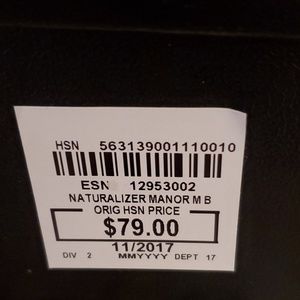 HSN 563139001110010
ESN 12953002
NATURALIZER MANOR M B
ORIG HSN PRICE
$79.00
11/2017
DIV 2 MMYYYY DEPT 17